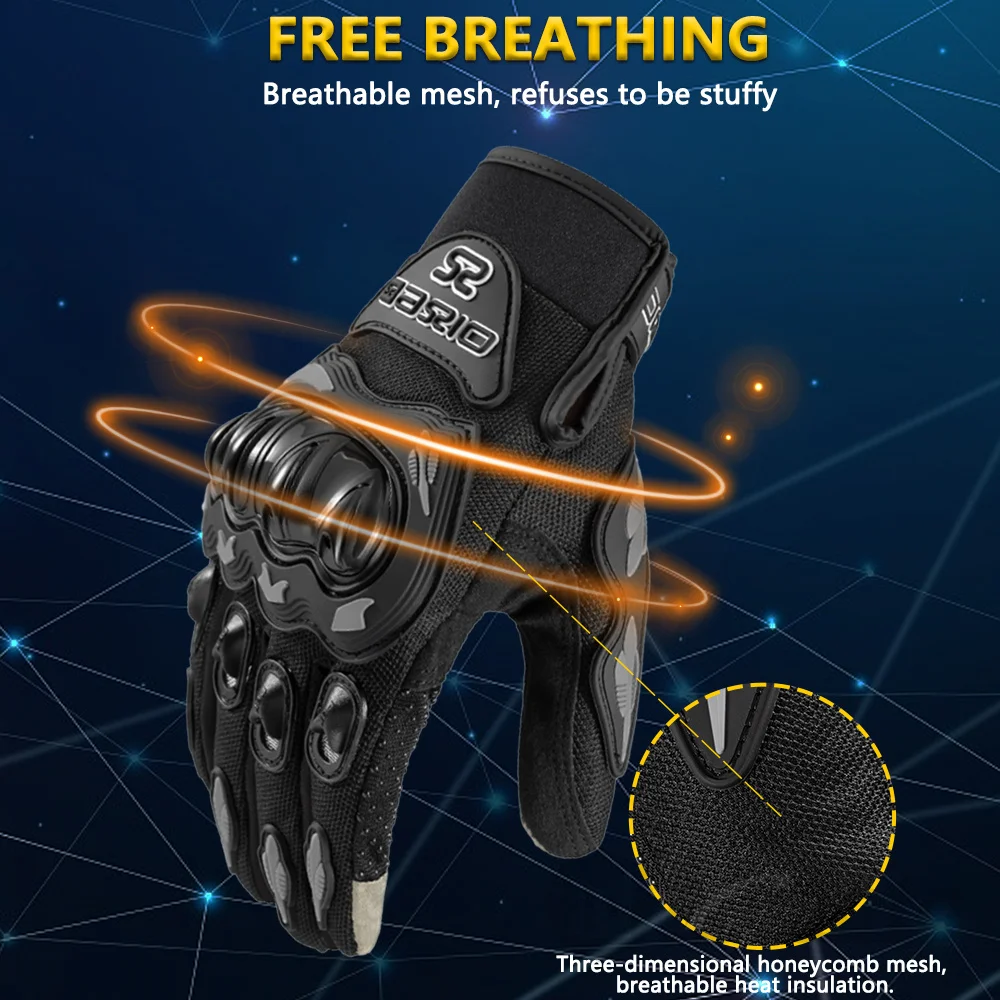 FREE BREATHING
Breathable mesh, refuses to be stuffy
Three-dimensional honeycomb mesh,
breathable heat insulation.